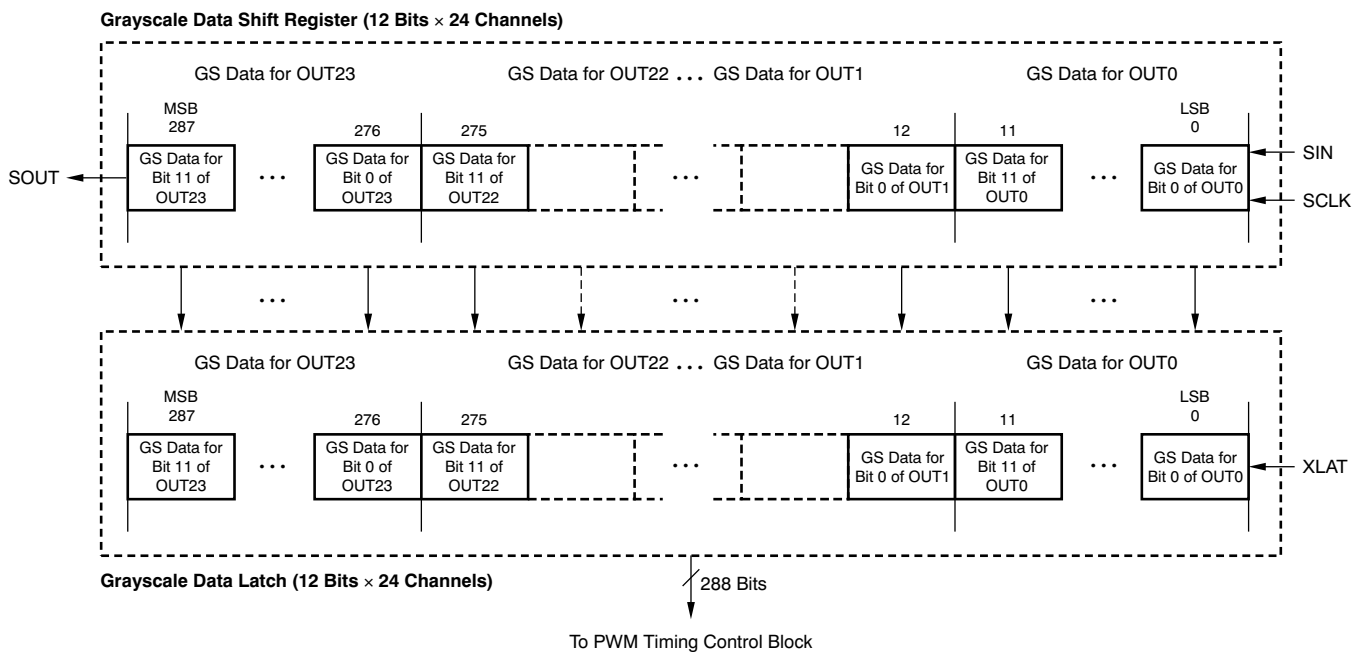 Grayscale Data Shift Register (12 Bits × 24 Channels)
GS Data for OUT23
GS Data for OUT22 ... GS Data for OUT1
GS Data for OUT0
MSB
287
276
275
12
11
LSB
0
SOUT
GS Data for
Bit 11 of
OUT23
...
GS Data for
Bit 0 of
OUT23
GS Data for
Bit 11 of
OUT22
...
GS Data for
Bit 0 of OUT1
GS Data for
Bit 11 of
OUT0
...
GS Data for
Bit 0 of OUT0
SIN
SCLK
...
...
...
GS Data for OUT23
GS Data for OUT22 ... GS Data for OUT1
GS Data for OUT0
MSB
287
276
275
12
11
LSB
0
GS Data for
Bit 11 of
OUT23
...
GS Data for
Bit 0 of
OUT23
GS Data for
Bit 11 of
OUT22
...
GS Data for
Bit 0 of OUT1
GS Data for
Bit 11 of
OUT0
...
GS Data for
Bit 0 of OUT0
XLAT
Grayscale Data Latch (12 Bits × 24 Channels)
288 Bits
To PWM Timing Control Block